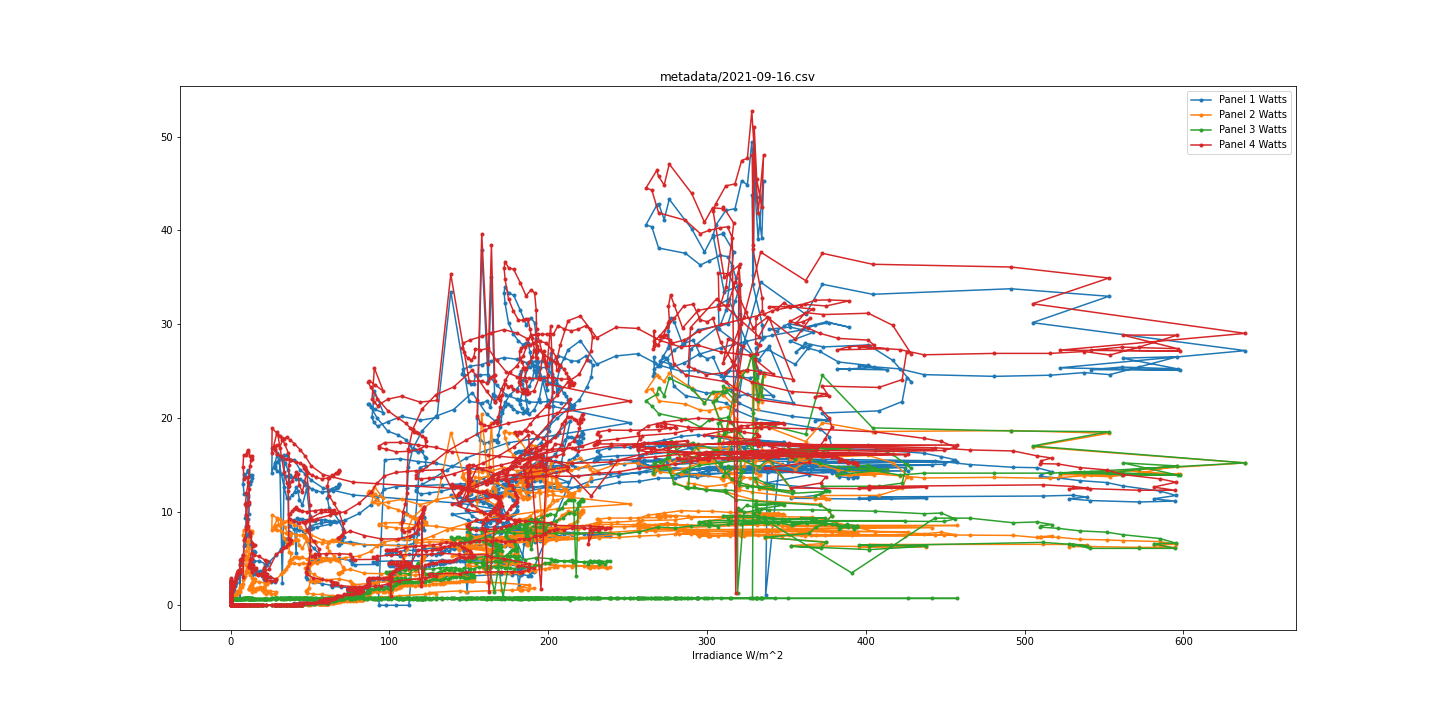 metadata/2021-09-16.csv
Panel 1 Watts
Panel 2 Watts
Panel 3 Watts
Panel 4 Watts
50
40
30
20
10
0
0 100 200 300 400 500 600
Irradiance W/m^2